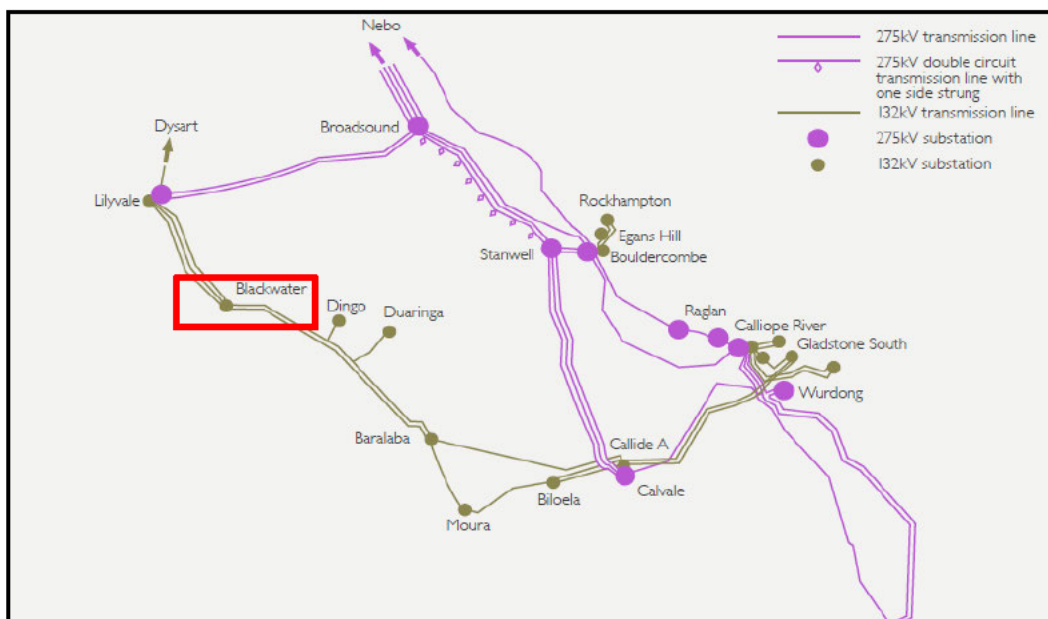 Nebo
275kV transmission line
275kV double circuit
transmission line with
one side strung
132kV transmission line
275kV substation
132kV substation
Broadsound
Dysart
Lilyvale
Rockhampton
Egans Hill
Bouldercombe
Stanwell
Blackwater
Dingo
Duaringa
Raglan
Calliope River
Gladstone South
Wurdong
Baralaba
Callide A
Calvale
Biloela
Moura